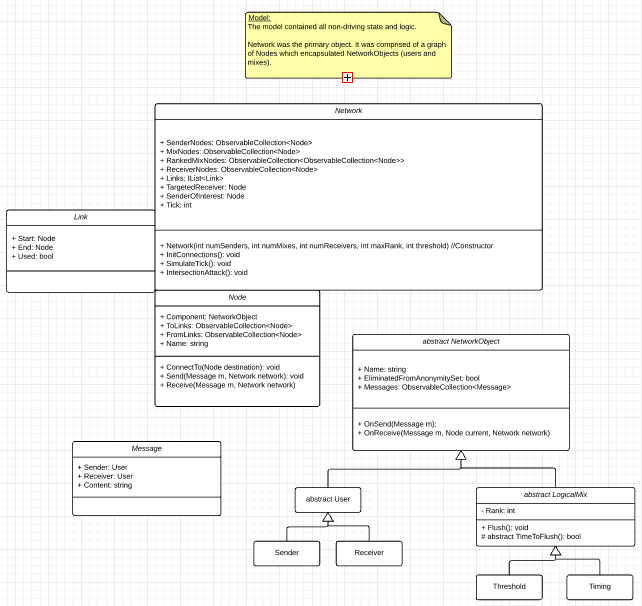 Model:
The model contained all non-driving state and logic.
Network was the primary object. It was comprised of a graph
of Nodes which encapsulated NetworkObjects (users and
mixes).
Network
+ SenderNodes: ObservableCollection<Node>
+ MixNodes: ObservableCollection<Node>
+ RankedMixNodes: ObservableCollection<ObservableCollection<Node>>
+ ReceiverNodes: ObservableCollection<Node>
+ Links: IList<Link>
+ TargetedReceiver: Node
+ SenderOfInterest: Node
+ Tick: int
+ Network(int numSenders, int numMixes, int numReceivers, int maxRank, int threshold) //Constructor
+ InitConnections(): void
+ SimulateTick(): void
+ IntersectionAttack(): void
Link
+ Start: Node
+ End: Node
+ Used: bool
Node
+ Component: NetworkObject
+ ToLinks: ObservableCollection<Node>
+ FromLinks: ObservableCollection<Node>
+ Name: string
+ ConnectTo(Node destination): void
+ Send(Message m, Network network): void
+ Receive(Message m, Network network)
abstract NetworkObject
+ Name: string
+ EliminatedFromAnonymitySet: bool
+ Messages: ObservableCollection<Message>
+ OnSend(Message m);
+ OnReceive(Message m, Node current, Network network)
Message
+ Sender: User
+ Receiver: User
+ Content: string
abstract User
Sender
Receiver
abstract LogicalMix
- Rank: int
+ Flush(): void
# abstract TimeToFlush(): bool
Threshold
Timing